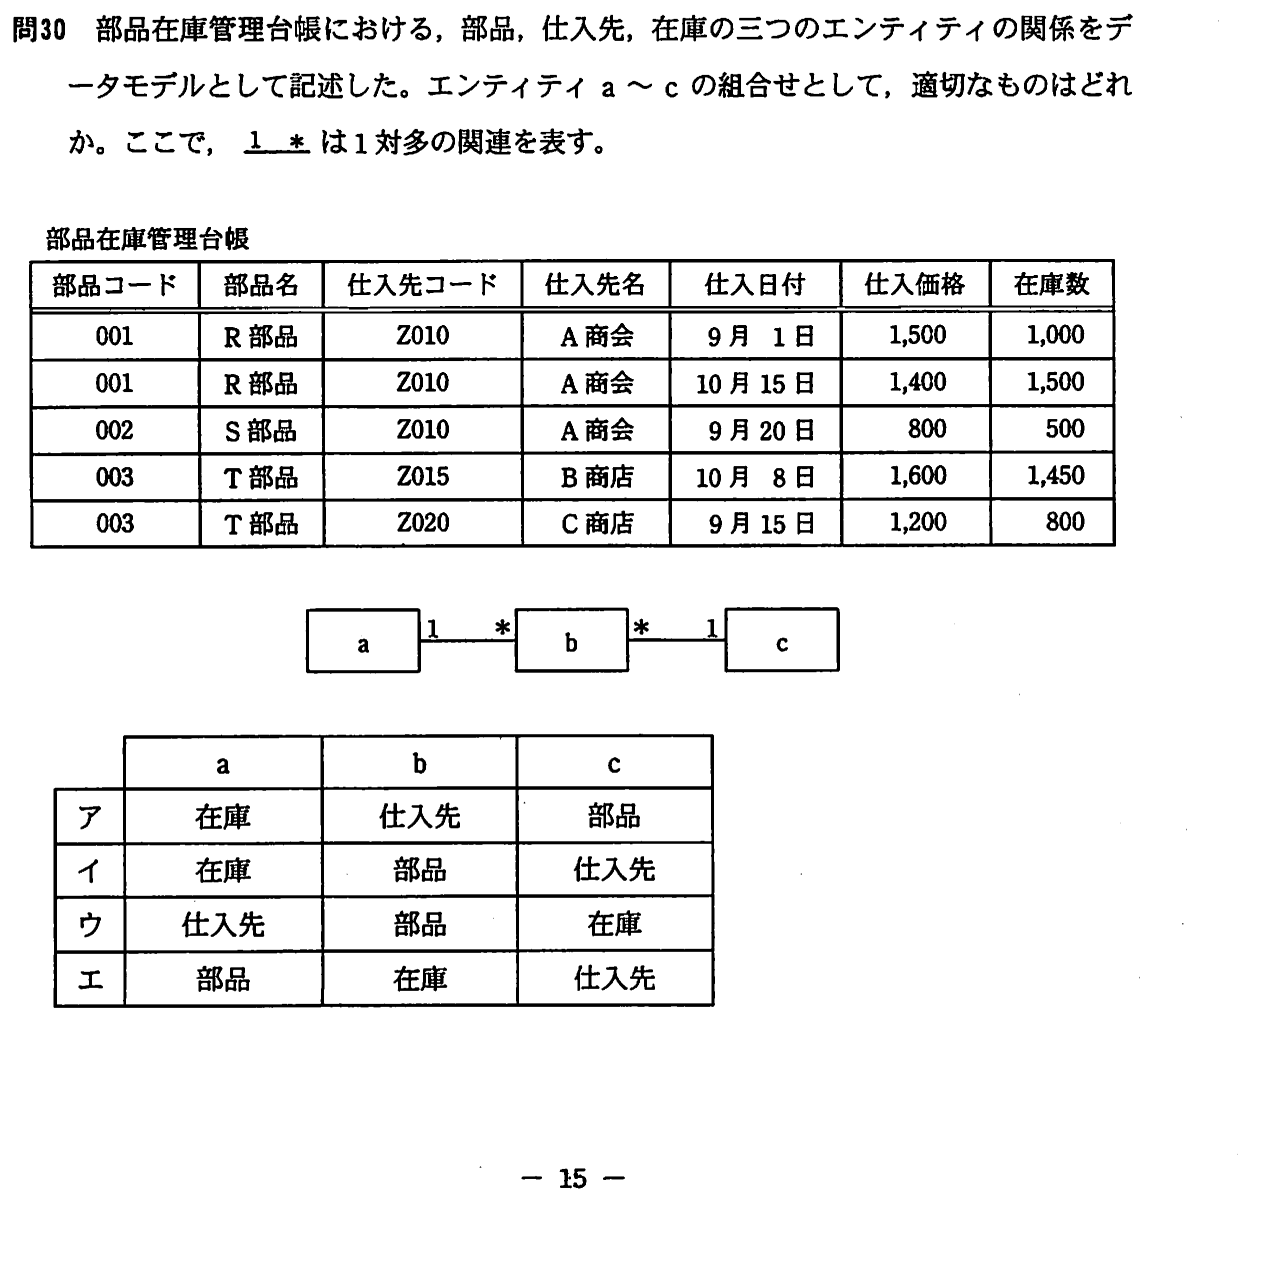 問30 部品在庫管理台帳における，部品，仕入先，在庫の三つのエンティティの関係をデ
ータモデルとして記述した。エンティティ a ～ c の組合せとして，適切なものはどれ
か。ここで， 1 * は1対多の関連を表す。
部品在庫管理台帳
部品コード 部品名 仕入先コード 仕入先名 仕入日付 仕入価格 在庫数
001 R 部品 Z010 A 商会 9 月 1 日 1,500 1,000
001 R 部品 Z010 A 商会 10 月 15 日 1,400 1,500
002 S 部品 Z010 A 商会 9 月 20 日 800 500
003 T 部品 Z015 B 商店 10 月 8 日 1,600 1,450
003 T 部品 Z020 C 商店 9 月 15 日 1,200 800
a 1 * b * 1 c
a b c
ア 在庫 仕入先 部品
イ 在庫 部品 仕入先
ウ 仕入先 部品 在庫
エ 部品 在庫 仕入先
— 15 —